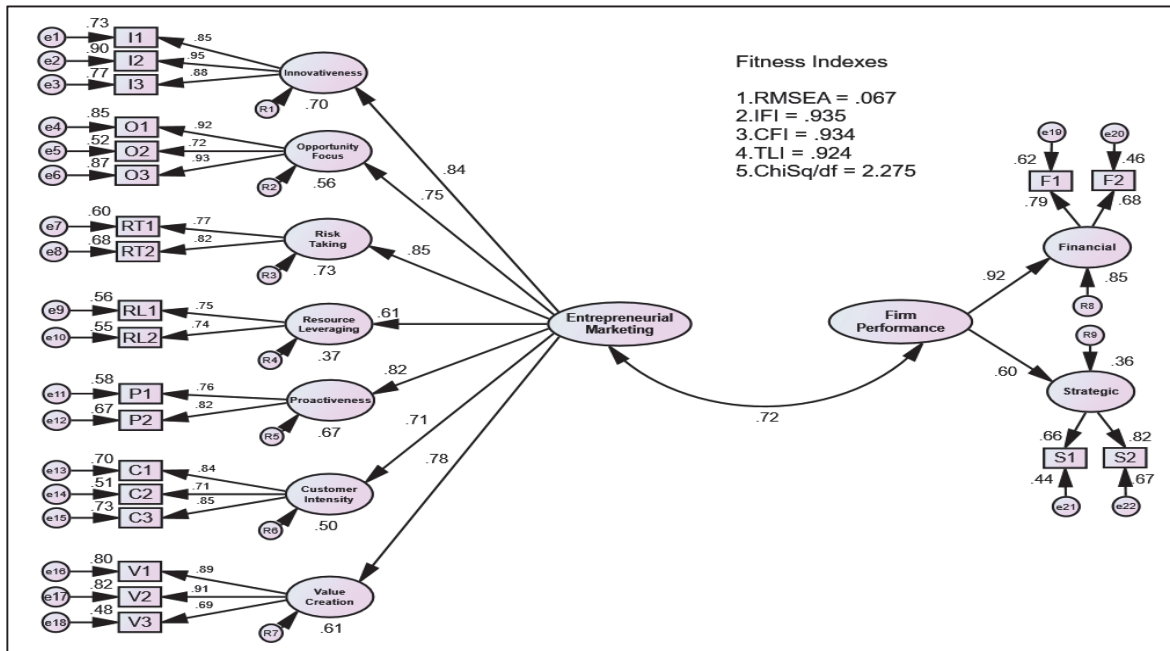 .73
e1
I1
.85
.90
e2
I2
.95
.77
e3
I3
.88
Innovativeness
R1
.70
.84
.85
e4
O1
.92
.52
e5
O2
.72
.87
e6
O3
.93
Opportunity
Focus
R2
.56
.75
.60
e7
RT1
.77
.68
e8
RT2
.82
Risk
Taking
R3
.73
.85
.56
e9
RL1
.75
.55
e10
RL2
.74
Resource
Leveraging
R4
.37
.61
.58
e11
P1
.76
.67
e12
P2
.82
Proactiveness
R5
.67
.82
.70
e13
C1
.84
.51
e14
C2
.71
.73
e15
C3
.85
Customer
Intensity
R6
.50
.71
.80
e16
V1
.89
.82
e17
V2
.91
.48
e18
V3
.69
Value
Creation
R7
.61
.78
Entrepreneurial
Marketing
.72
Fitness Indexes
1.RMSEA = .067
2.IFI = .935
3.CFI = .934
4.TLI = .924
5.ChiSq/df = 2.275
Firm
Performance
e19
e20
.62
.46
F1
F2
.79
.68
Financial
.92
.85
R8
R9
.36
.60
Strategic
.66
.82
S1
S2
.44
.67
e21
e22